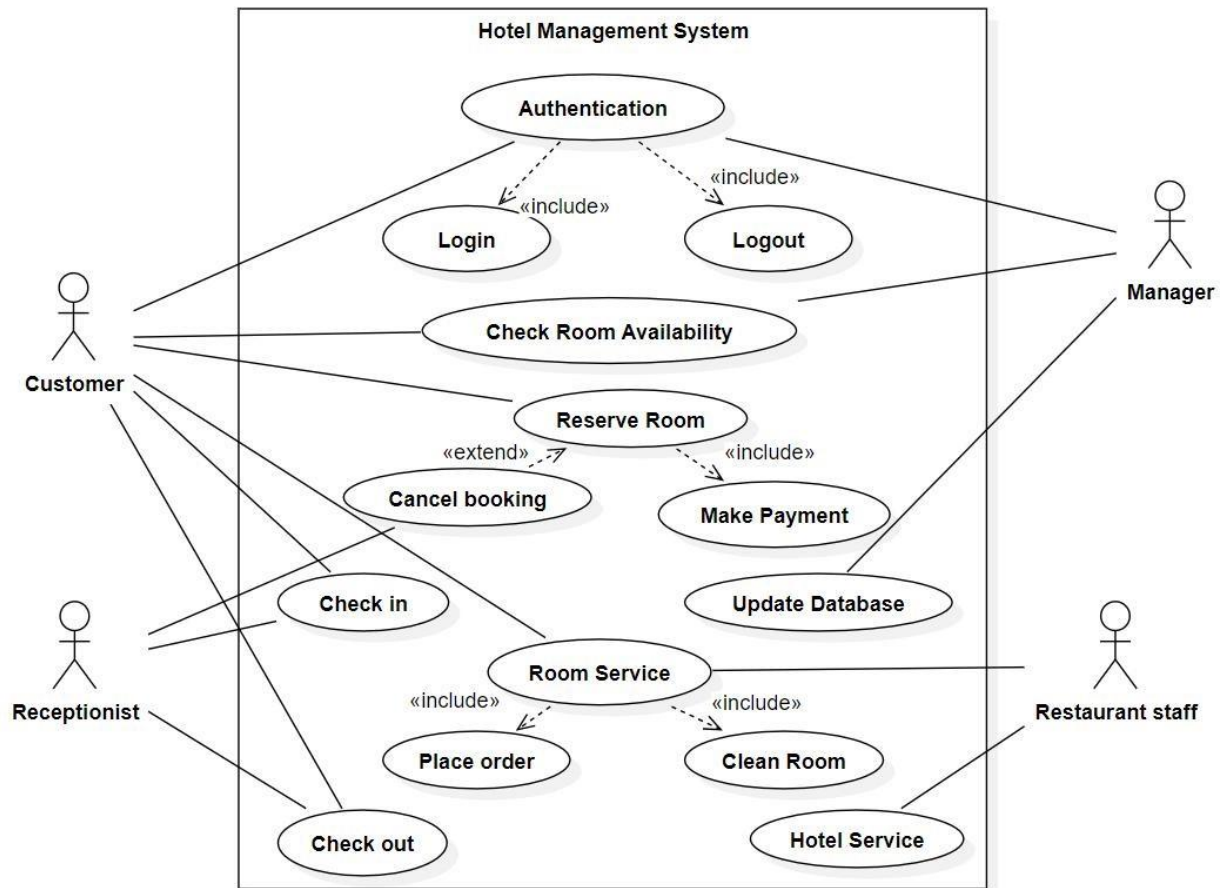 Hotel Management System
Authentication
«include»
«include»
Login
Logout
Manager
Check Room Availability
Customer
Reserve Room
«extend»
«include»
Cancel booking
Make Payment
Check in
Update Database
Room Service
Receptionist
Restaurant staff
«include»
«include»
Place order
Clean Room
Check out
Hotel Service